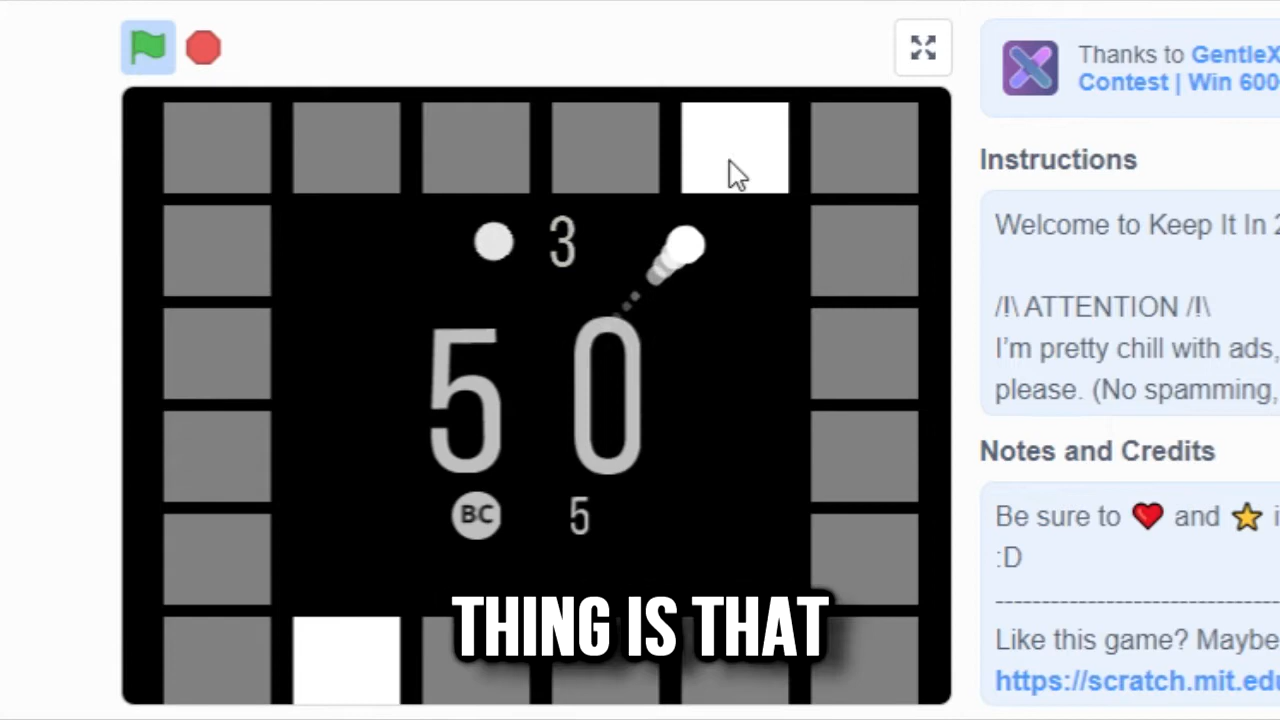 3
5 0
BC 5
THING IS THAT
Thanks to GentleX
Contest | Win 600
Instructions
Welcome to Keep It In 2
/!\ ATTENTION /!\
I'm pretty chill with ads,
please. (No spamming,
Notes and Credits
Be sure to ❤️ and ⭐ i
:D
--------------------------------
Like this game? Maybe
https://scratch.mit.edu